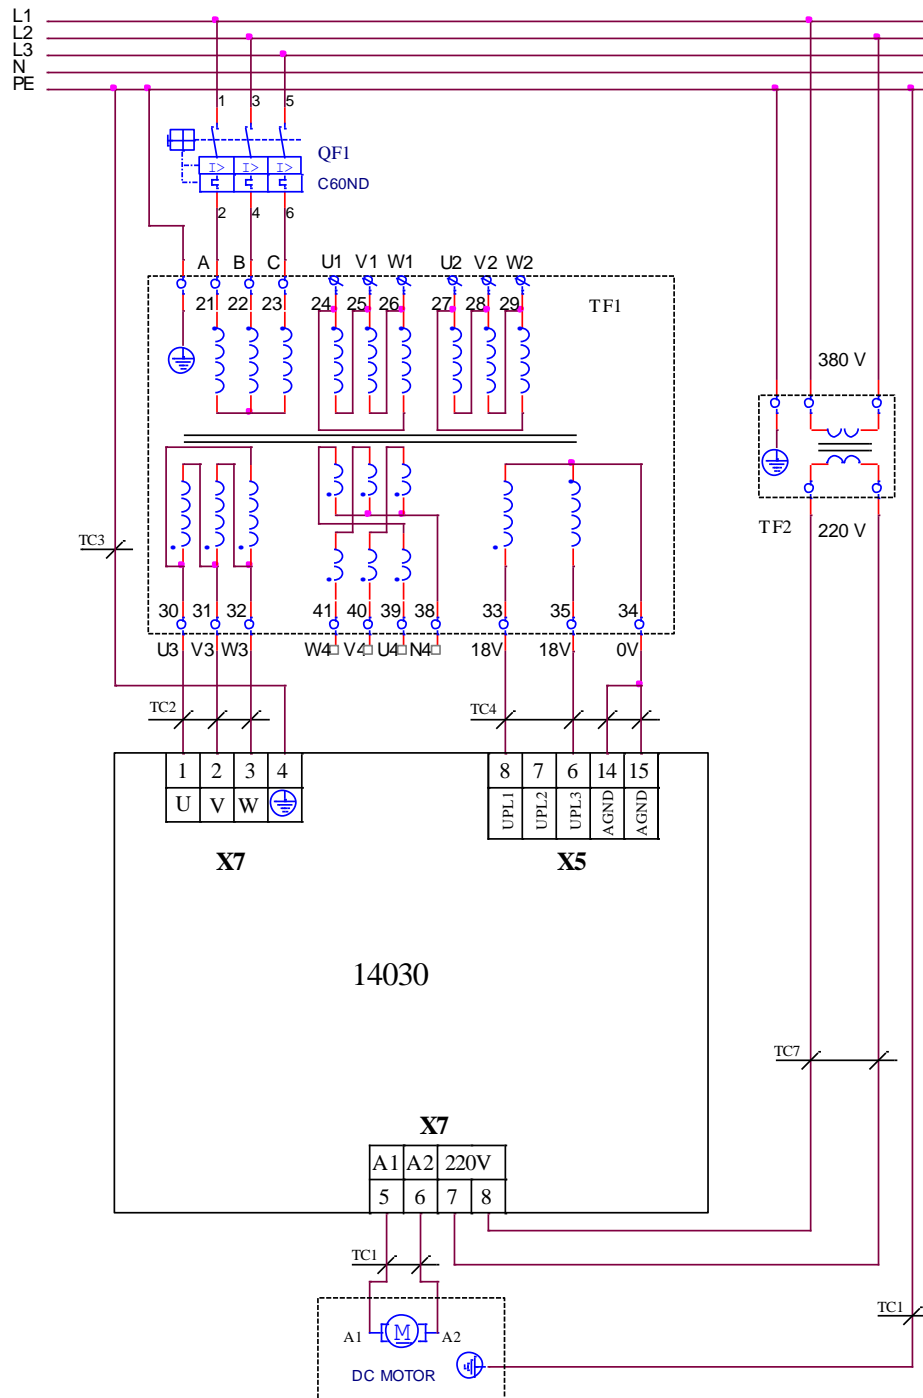 L1
L2
L3
N
PE
1 3 5
QF1
I> I> I>
C60ND
2 4 6
A B C U1 V1 W1 U2 V2 W2
21 22 23 24 25 26 27 28 29 TF1
380 V
TF2 220 V
TC3
30 31 32 41 40 39 38 33 35 34
U3 V3 W3 W4 V4 U4 N4 18V 18V 0V
TC2 TC4
1 2 3 4 8 7 6 14 15
U V W UPL1 UPL2 UPL3 AGND AGND
X7 X5
14030
TC7
X7
A1 A2 220V
5 6 7 8
TC1
TC1
A1 M A2
DC MOTOR